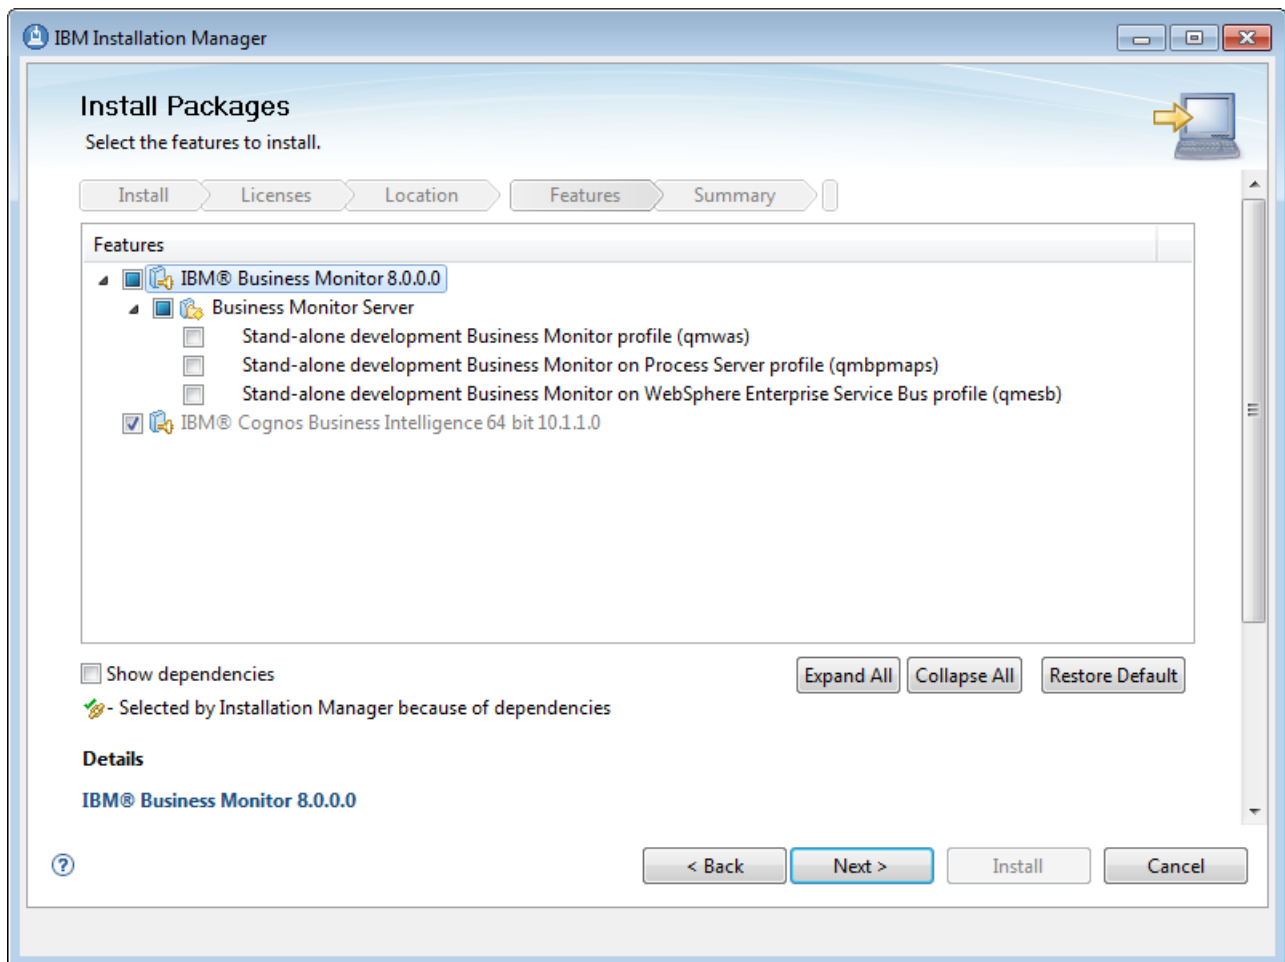 IBM Installation Manager
Install Packages
Select the features to install.
Install Licenses Location Features Summary
Features
IBM® Business Monitor 8.0.0.0
Business Monitor Server
Stand-alone development Business Monitor profile (qmwas)
Stand-alone development Business Monitor on Process Server profile (qmbpmaps)
Stand-alone development Business Monitor on WebSphere Enterprise Service Bus profile (qmesb)
IBM® Cognos Business Intelligence 64 bit 10.1.1.0
Show dependencies Expand All Collapse All Restore Default
- Selected by Installation Manager because of dependencies
Details
IBM® Business Monitor 8.0.0.0
? < Back Next > Install Cancel